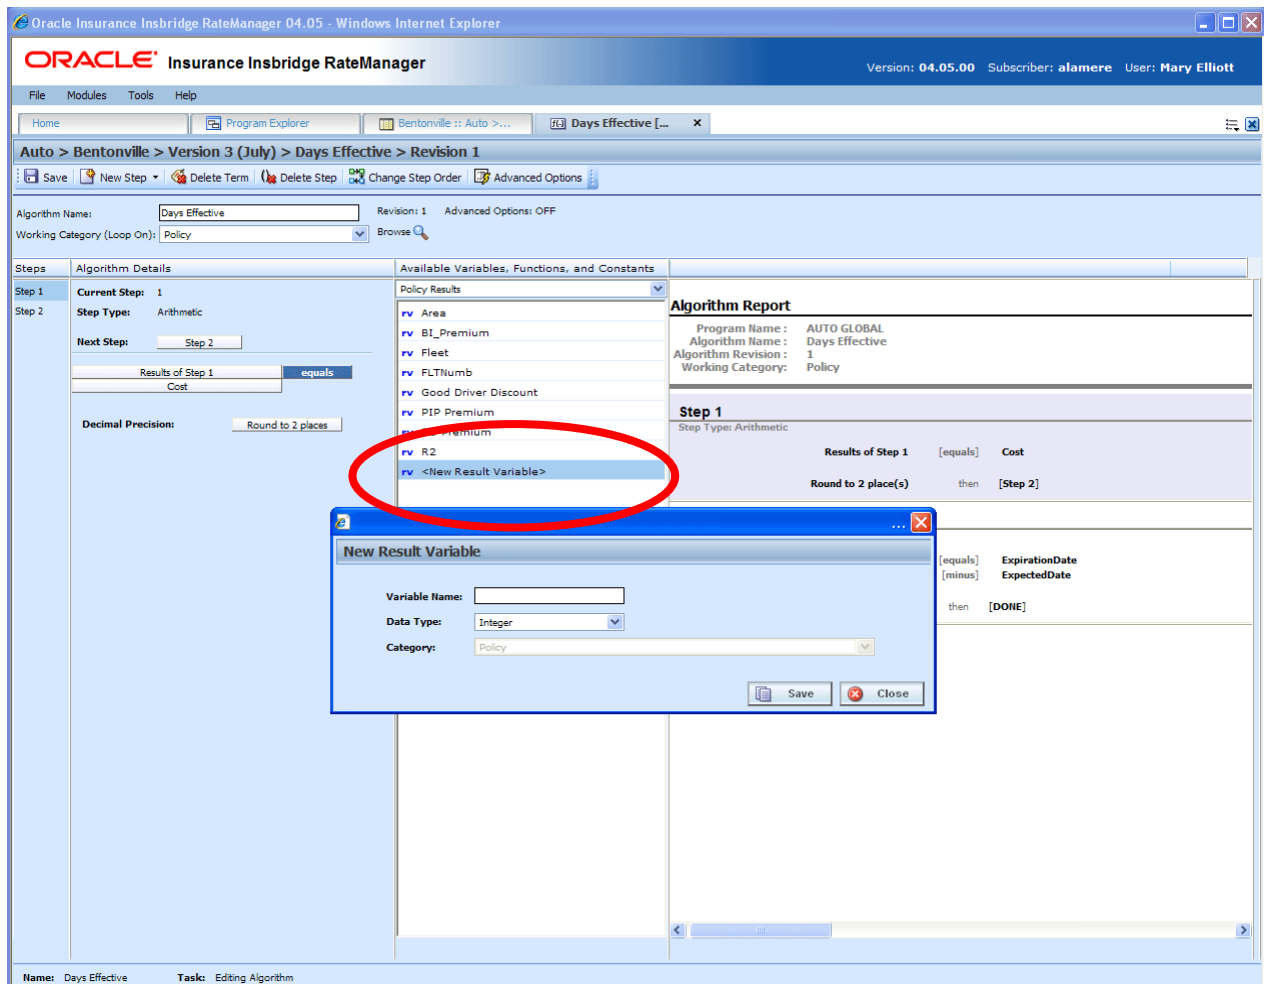 Oracle Insurance Insbridge RateManager 04.05 - Windows Internet Explorer
ORACLE Insurance Insbridge RateManager
Version: 04.05.00 Subscriber: alamere User: Mary Elliott
File Modules Tools Help
Home Program Explorer Bentonville :: Auto >... Days Effective [...
Auto > Bentonville > Version 3 (July) > Days Effective > Revision 1
Save New Step Delete Term Delete Step Change Step Order Advanced Options
Algorithm Name: Days Effective Revision: 1 Advanced Options: OFF
Working Category (Loop On): Policy Browse
Steps Algorithm Details Available Variables, Functions, and Constants
Step 1
Step 2
Current Step: 1
Step Type: Arithmetic
Next Step: Step 2
Results of Step 1 equals
Cost
Decimal Precision: Round to 2 places
Policy Results
rv Area
rv BI_Premium
rv Fleet
rv FLTNumb
rv Good Driver Discount
rv PIP Premium
Premium
rv R2
rv <New Result Variable>
Algorithm Report
Program Name : AUTO GLOBAL
Algorithm Name : Days Effective
Algorithm Revision : 1
Working Category: Policy
Step 1
Step Type: Arithmetic
Results of Step 1 [equals] Cost
Round to 2 place(s) then [Step 2]
[equals] ExpirationDate
[minus] ExpectedDate
then [DONE]
...
New Result Variable
Variable Name:
Data Type: Integer
Category: Policy
Save Close
Name: Days Effective Task: Editing Algorithm